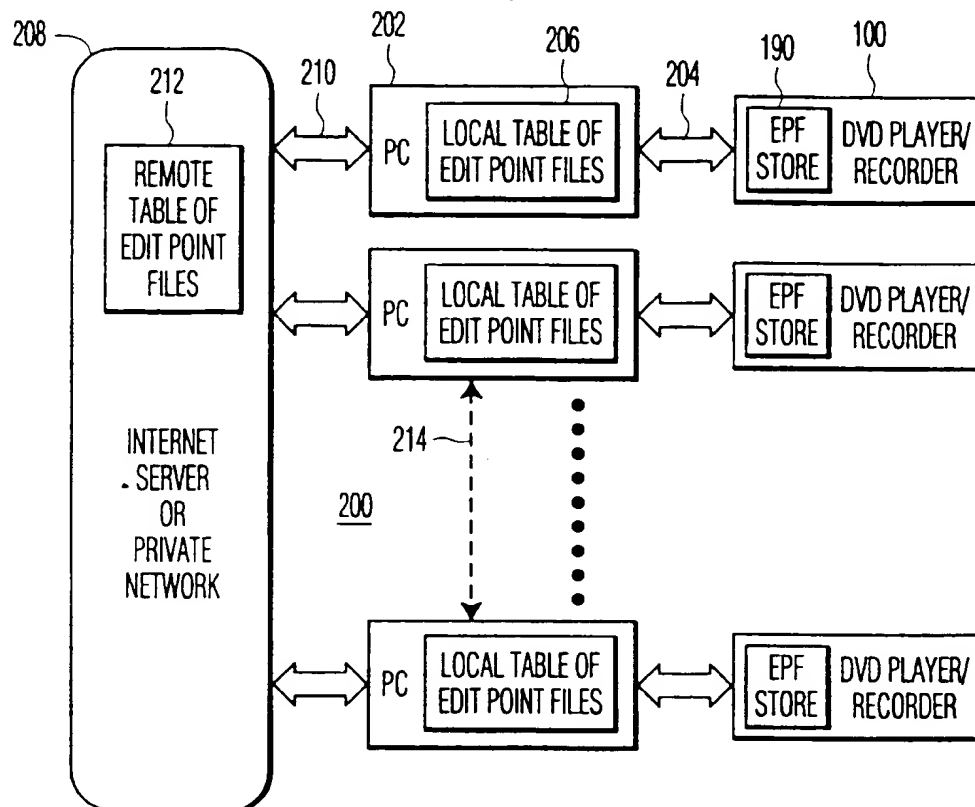 208
212
REMOTE
TABLE OF
EDIT POINT
FILES
INTERNET
SERVER
OR
PRIVATE
NETWORK
210
202
206
PC
LOCAL TABLE OF
EDIT POINT FILES
204
190
100
EPF
STORE
DVD PLAYER/
RECORDER
PC
LOCAL TABLE OF
EDIT POINT FILES
EPF
STORE
DVD PLAYER/
RECORDER
214
200
PC
LOCAL TABLE OF
EDIT POINT FILES
EPF
STORE
DVD PLAYER/
RECORDER